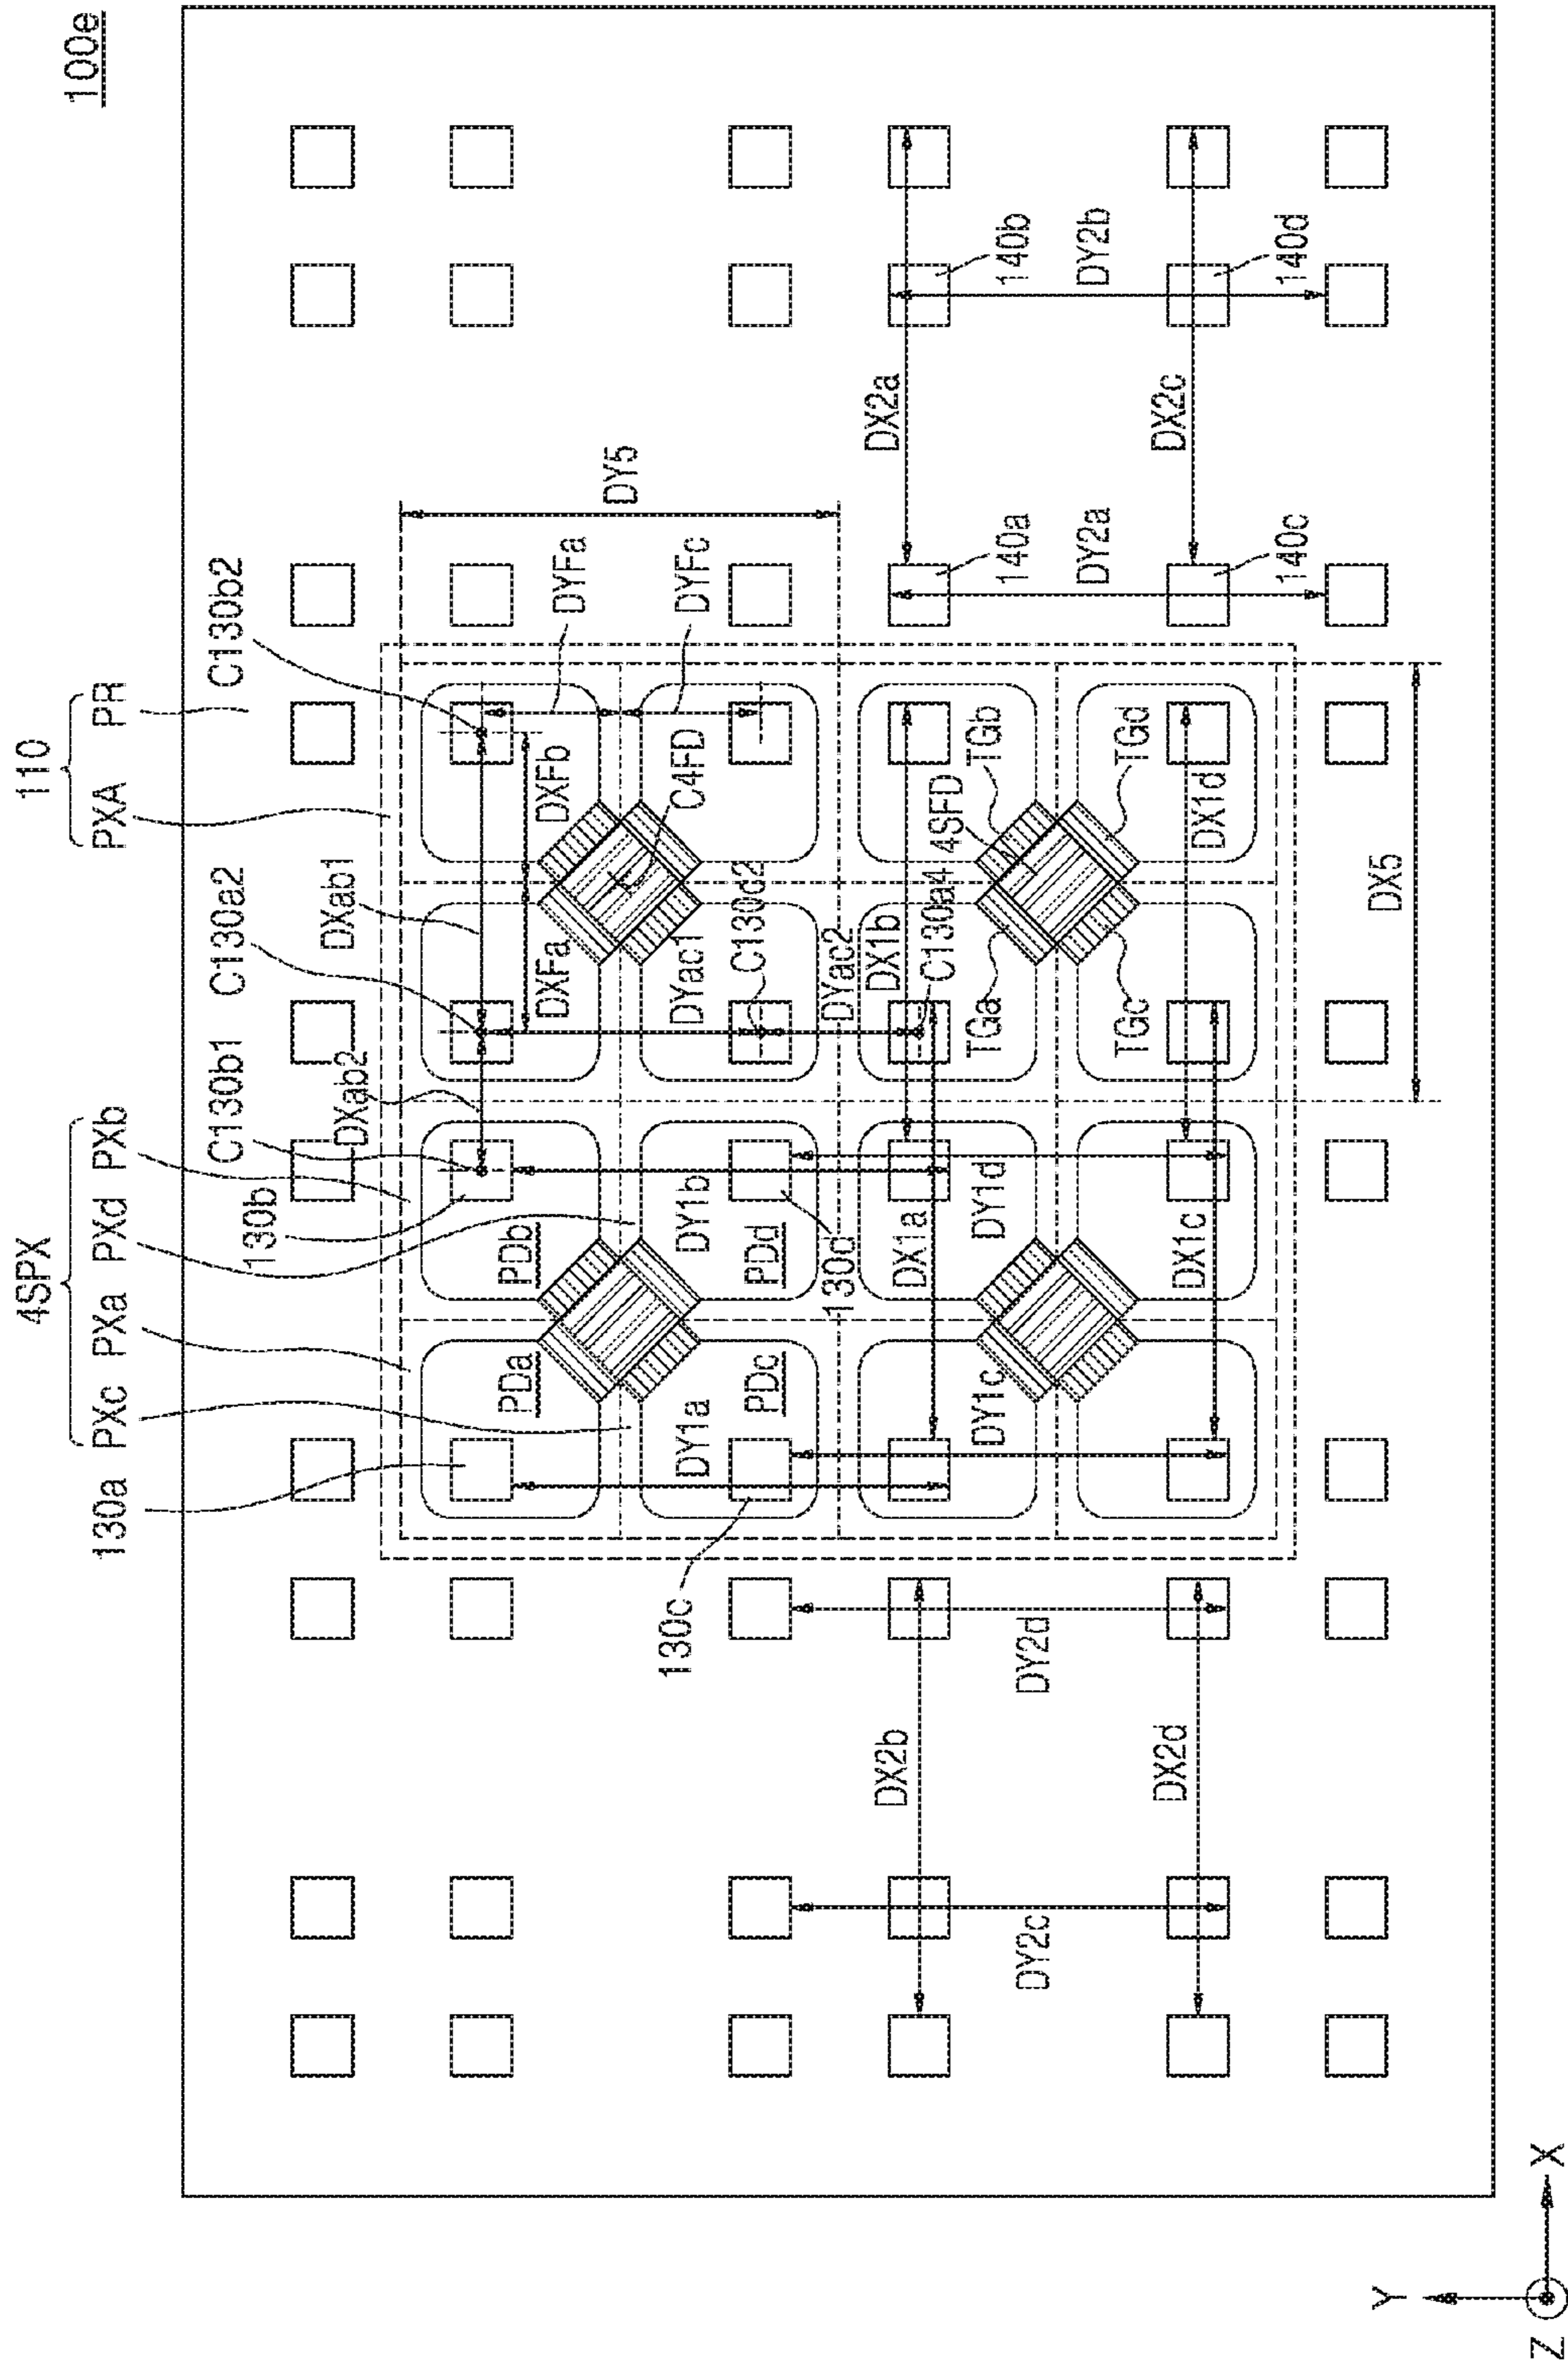 100e
110
PXA PR
4SPX
PXc PXa PXd PXb
130a
130b
C130b1
C130a2
C130b2
DXab2
DXab1
DXFa
DXFb
DYFa
DYFc
DY5
C4FD
PDa
PDb
PDc
PDd
DY1a
DY1b
DYac1
C130d2
130c
130d
DYac2
DX1b
C130a4
4SFD
TGa
TGb
TGc
TGd
DX1a
DY1c
DY1d
DX1c
DX1d
DX5
DX2a
DX2c
140a
140b
DY2a
DY2b
140c
140d
DX2b
DY2d
DX2d
DY2c
Y
Z
X